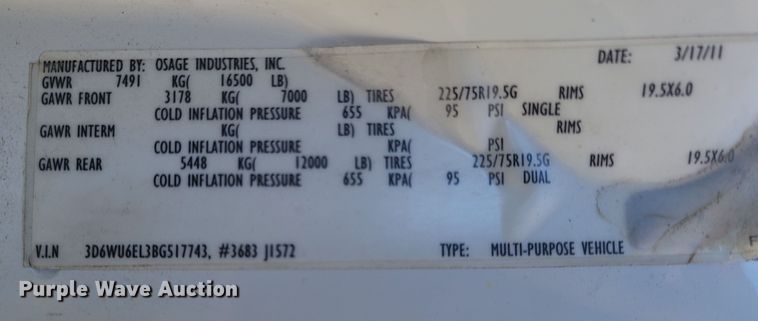 MANUFACTURED BY: OSAGE INDUSTRIES, INC. DATE: 3/17/11
GVWR 7491 KG( 16500 LB)
GAWR FRONT 3178 KG( 7000 LB) TIRES 225/75R19.5G RIMS 19.5X6.0
COLD INFLATION PRESSURE 655 KPA( 95 PSI SINGLE
GAWR INTERM KG( LB) TIRES RIMS
COLD INFLATION PRESSURE KPA( PSI
GAWR REAR 5448 KG( 12000 LB) TIRES 225/75R19.5G RIMS 19.5X6.0
COLD INFLATION PRESSURE 655 KPA( 95 PSI DUAL
V.I.N 3D6WU6EL3BG517743, #3683 J1572 TYPE: MULTI-PURPOSE VEHICLE
Purple Wave Auction